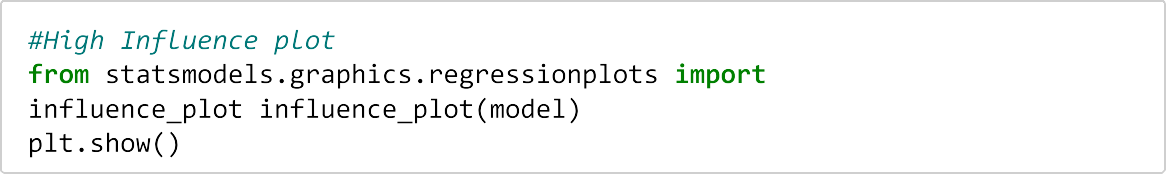 #High Influence plot
from statsmodels.graphics.regressionplots import
influence_plot influence_plot(model)
plt.show()